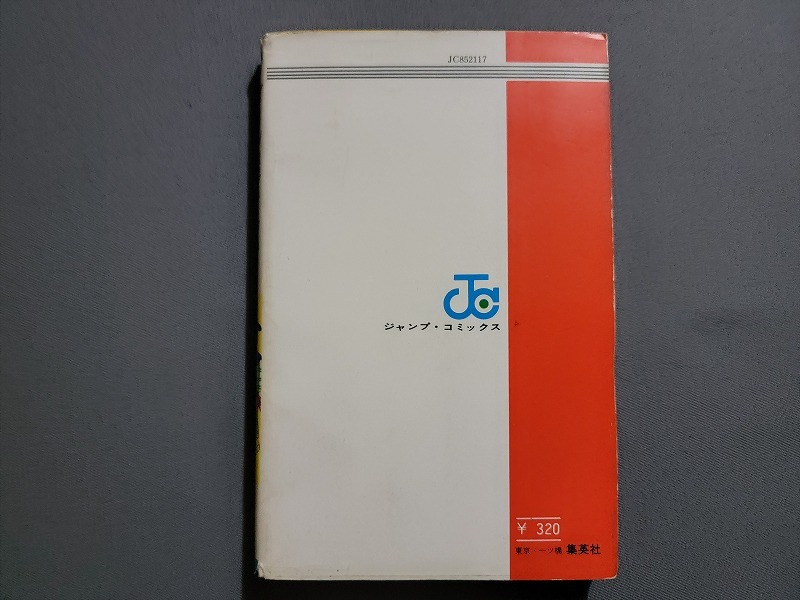 JC852117
JC
ジャンプ・コミックス
¥ 320
東京・一ツ橋 集英社